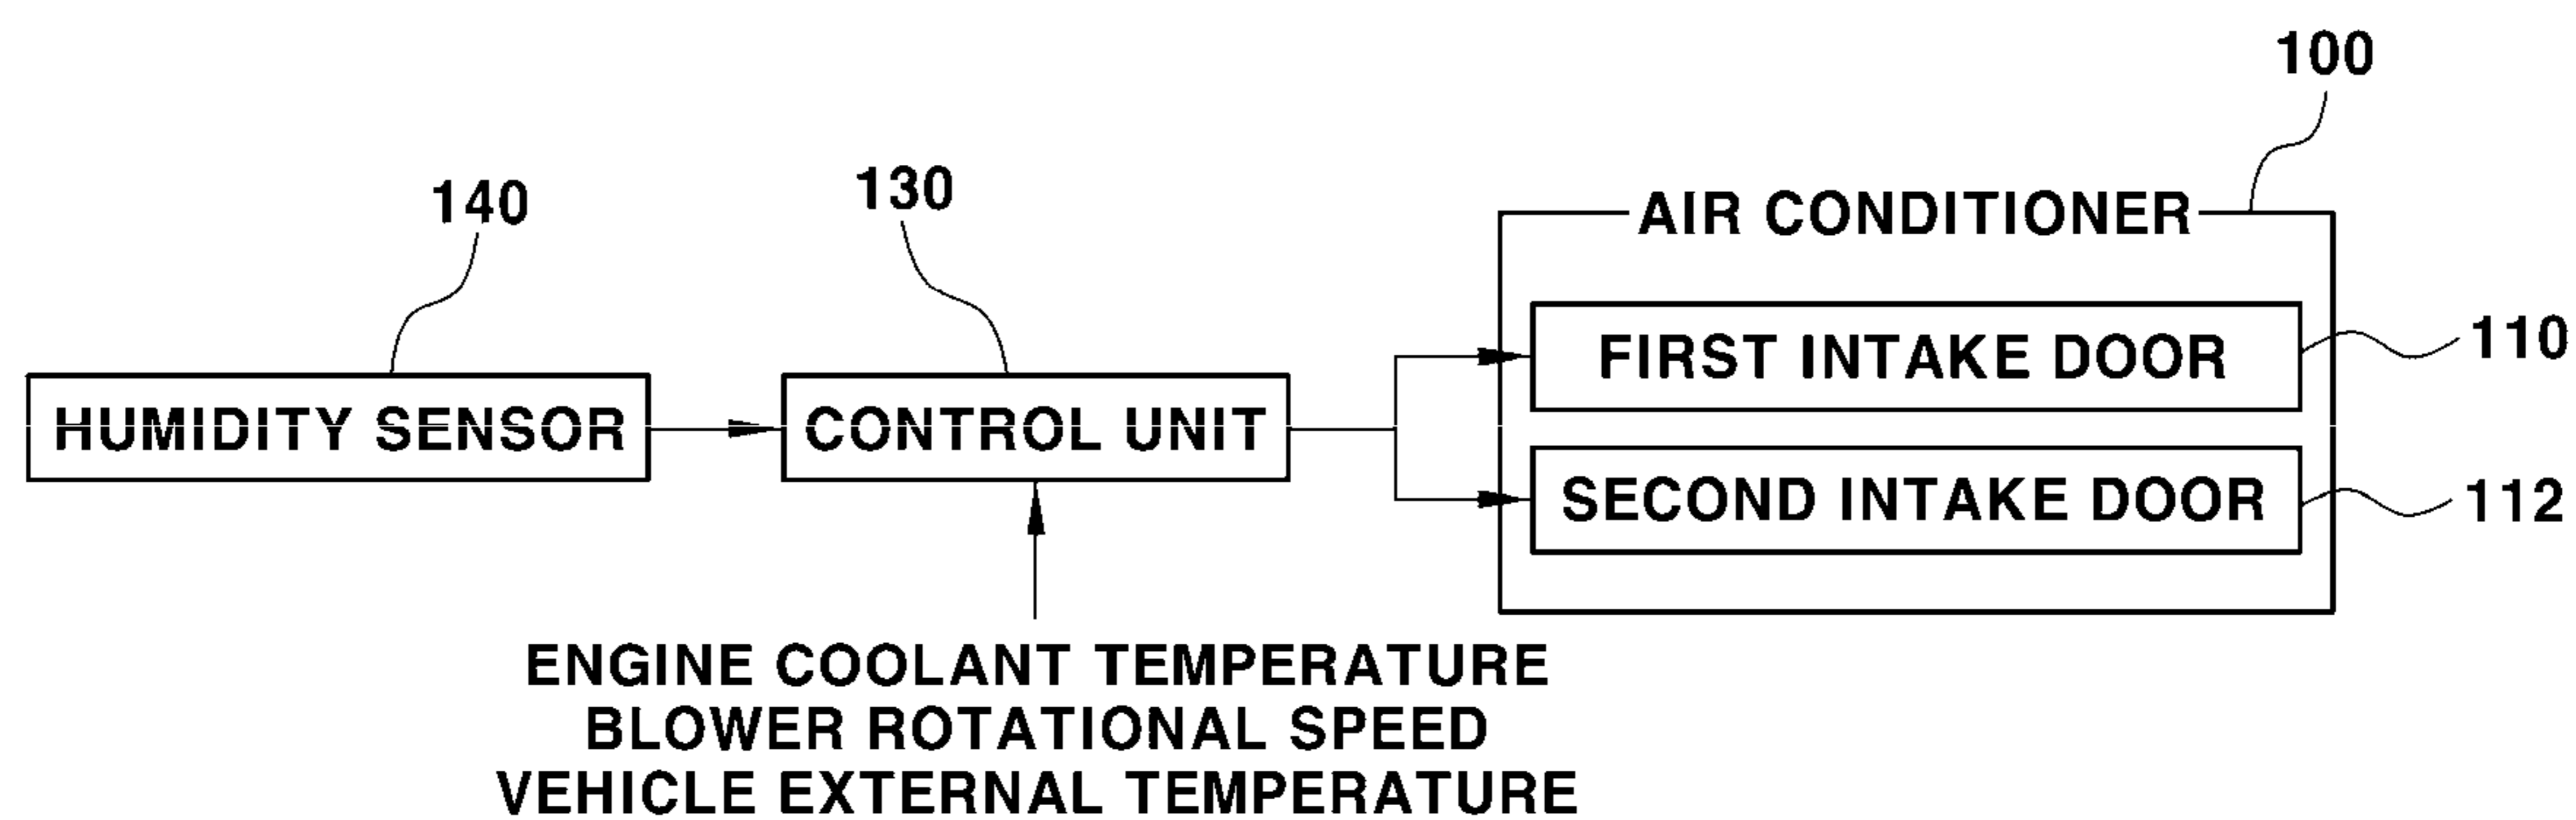 100
140
130
AIR CONDITIONER
FIRST INTAKE DOOR
110
HUMIDITY SENSOR
CONTROL UNIT
SECOND INTAKE DOOR
112
ENGINE COOLANT TEMPERATURE
BLOWER ROTATIONAL SPEED
VEHICLE EXTERNAL TEMPERATURE